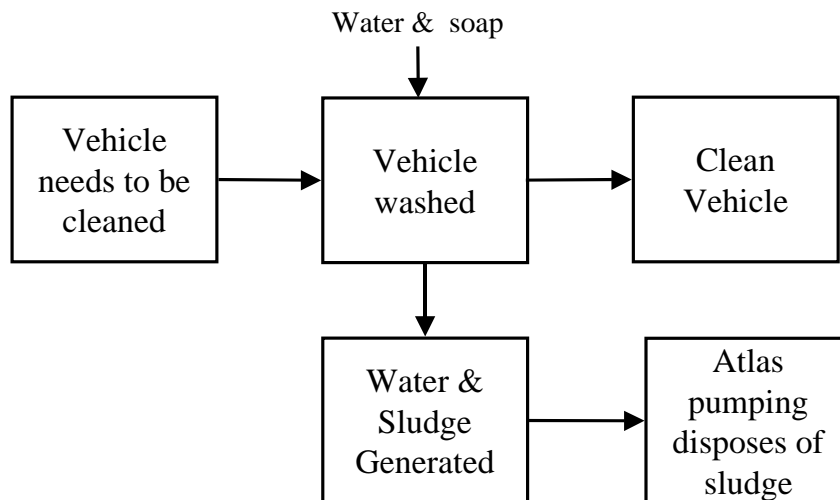 Water & soap
Vehicle
needs to be
cleaned
Vehicle
washed
Clean
Vehicle
Water &
Sludge
Generated
Atlas
pumping
disposes of
sludge